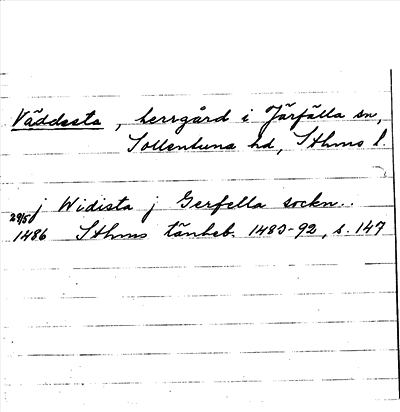 Väddesta, herrgård i Järfälla sn,
Sollentuna hd, Sthms l.
j Widista j Gerfella sockn..
29/5 1486 Sthms tänkeb. 1483-92, s. 147